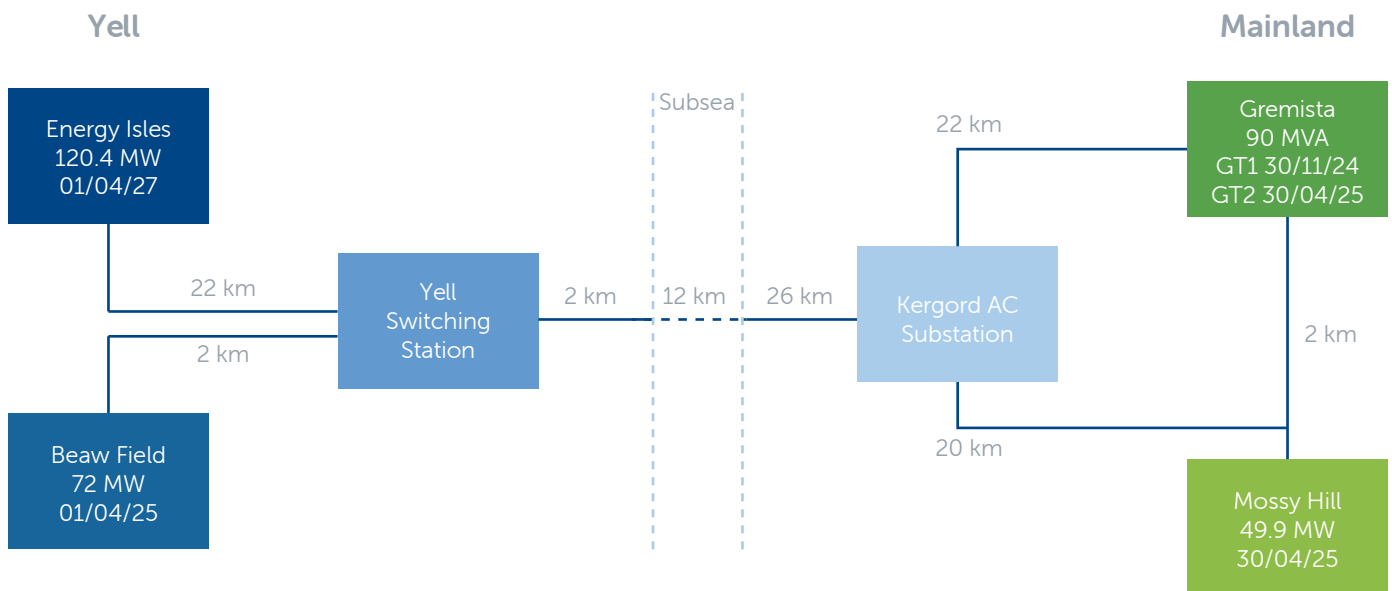 Yell
Mainland
Energy Isles
120.4 MW
01/04/27
22 km
2 km
Beaw Field
72 MW
01/04/25
Yell
Switching
Station
2 km
Subsea
12 km
26 km
Kergord AC
Substation
22 km
20 km
Gremista
90 MVA
GT1 30/11/24
GT2 30/04/25
2 km
Mossy Hill
49.9 MW
30/04/25